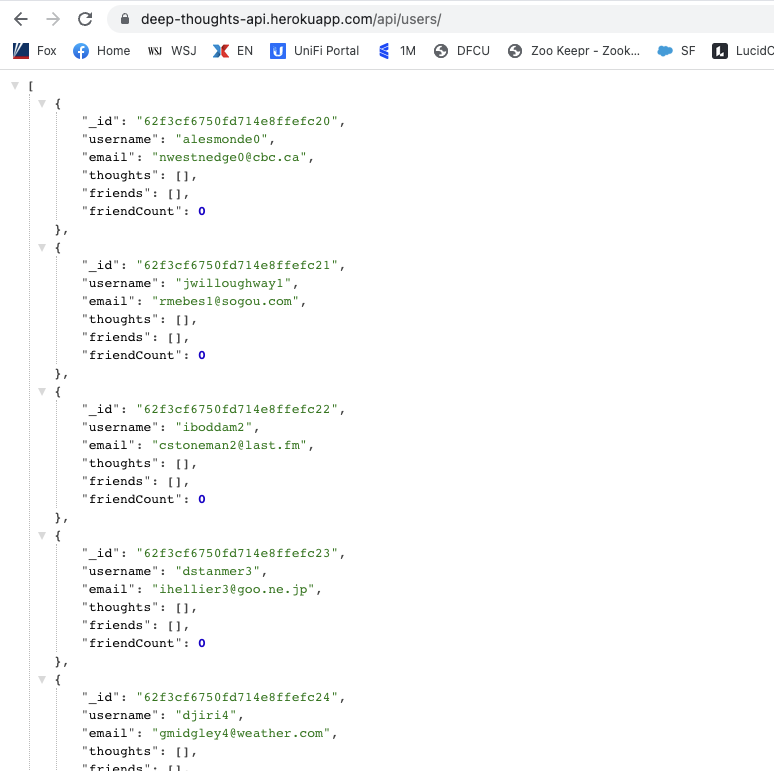 deep-thoughts-api.herokuapp.com/api/users/
Fox Home WSJ WSJ EN UniFi Portal 1M DFCU Zoo Keepr - Zook... SF LucidC
[
{
"_id": "62f3cf6750fd714e8ffefc20",
"username": "alesmonde0",
"email": "nwestnedge0@cbc.ca",
"thoughts": [],
"friends": [],
"friendCount": 0
},
{
"_id": "62f3cf6750fd714e8ffefc21",
"username": "jwilloughway1",
"email": "rmebes1@sogou.com",
"thoughts": [],
"friends": [],
"friendCount": 0
},
{
"_id": "62f3cf6750fd714e8ffefc22",
"username": "iboddam2",
"email": "cstoneman2@last.fm",
"thoughts": [],
"friends": [],
"friendCount": 0
},
{
"_id": "62f3cf6750fd714e8ffefc23",
"username": "dstanmer3",
"email": "ihellier3@goo.ne.jp",
"thoughts": [],
"friends": [],
"friendCount": 0
},
{
"_id": "62f3cf6750fd714e8ffefc24",
"username": "djiri4",
"email": "gmidgley4@weather.com",
"thoughts": [],
"friends": [],